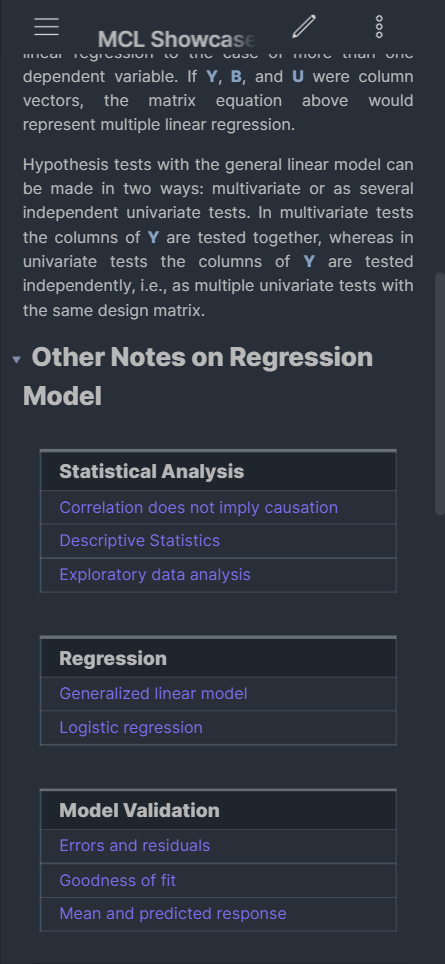 MCL Showcase
linear regression to the case of more than one
dependent variable. If Y, B, and U were column
vectors, the matrix equation above would
represent multiple linear regression.
Hypothesis tests with the general linear model can
be made in two ways: multivariate or as several
independent univariate tests. In multivariate tests
the columns of Y are tested together, whereas in
univariate tests the columns of Y are tested
independently, i.e., as multiple univariate tests with
the same design matrix.
Other Notes on Regression
Model
Statistical Analysis
Correlation does not imply causation
Descriptive Statistics
Exploratory data analysis
Regression
Generalized linear model
Logistic regression
Model Validation
Errors and residuals
Goodness of fit
Mean and predicted response